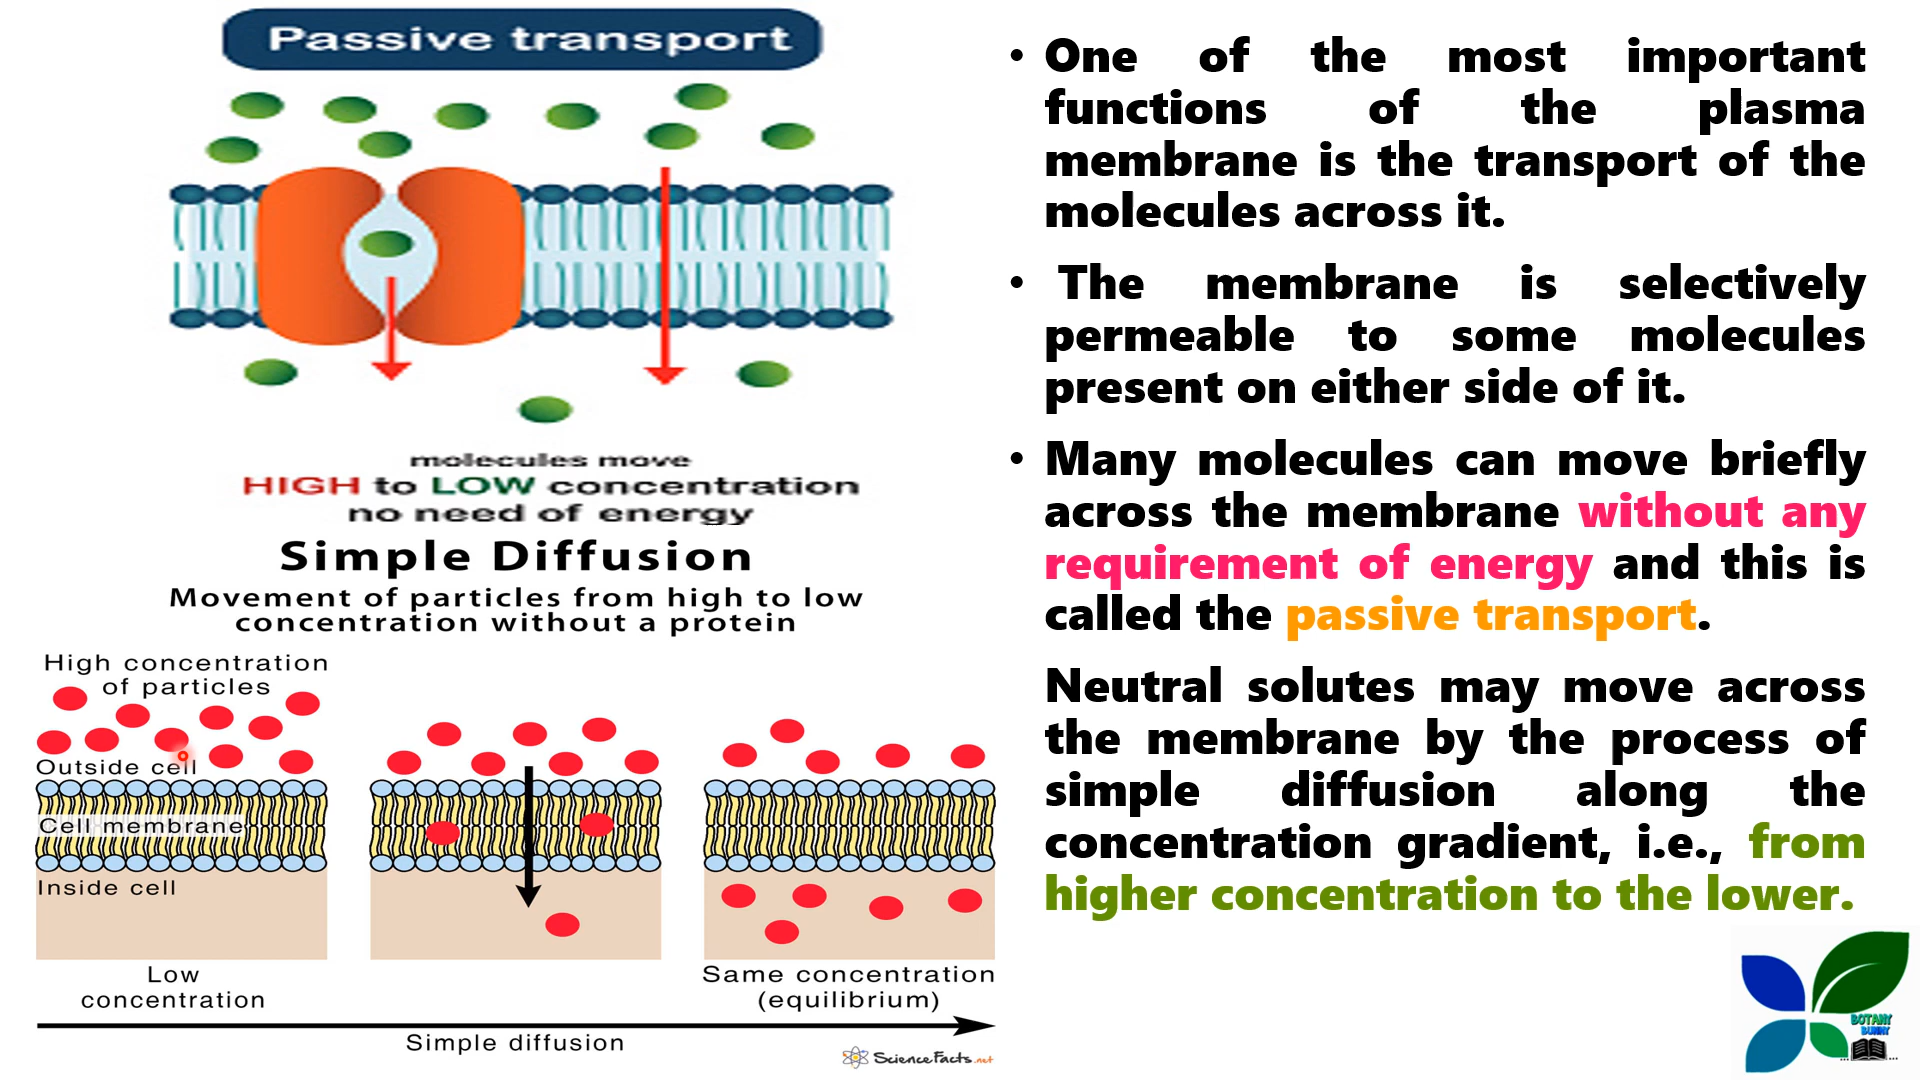 Passive transport
molecules move
HIGH to LOW concentration
no need of energy
Simple Diffusion
Movement of particles from high to low
concentration without a protein
High concentration
of particles
Outside cell
Cell membrane
Inside cell
Low
concentration
Same concentration
(equilibrium)
Simple diffusion
ScienceFacts.net
• One of the most important
functions of the plasma
membrane is the transport of the
molecules across it.
• The membrane is selectively
permeable to some molecules
present on either side of it.
• Many molecules can move briefly
across the membrane without any
requirement of energy and this is
called the passive transport.
Neutral solutes may move across
the membrane by the process of
simple diffusion along the
concentration gradient, i.e., from
higher concentration to the lower.
BOTANY
BUNNY